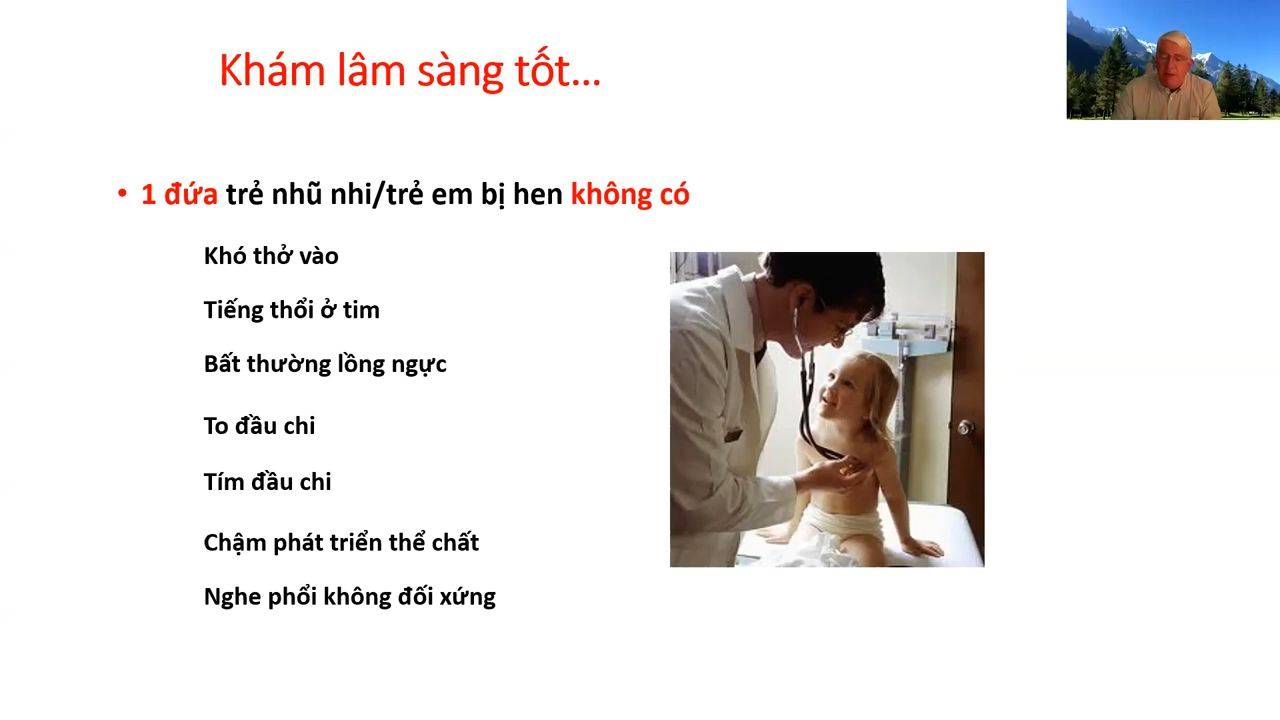 Khám lâm sàng tốt...
• 1 đứa trẻ nhũ nhi/trẻ em bị hen không có
Khó thở vào
Tiếng thổi ở tim
Bất thường lồng ngực
To đầu chi
Tím đầu chi
Chậm phát triển thể chất
Nghe phổi không đối xứng